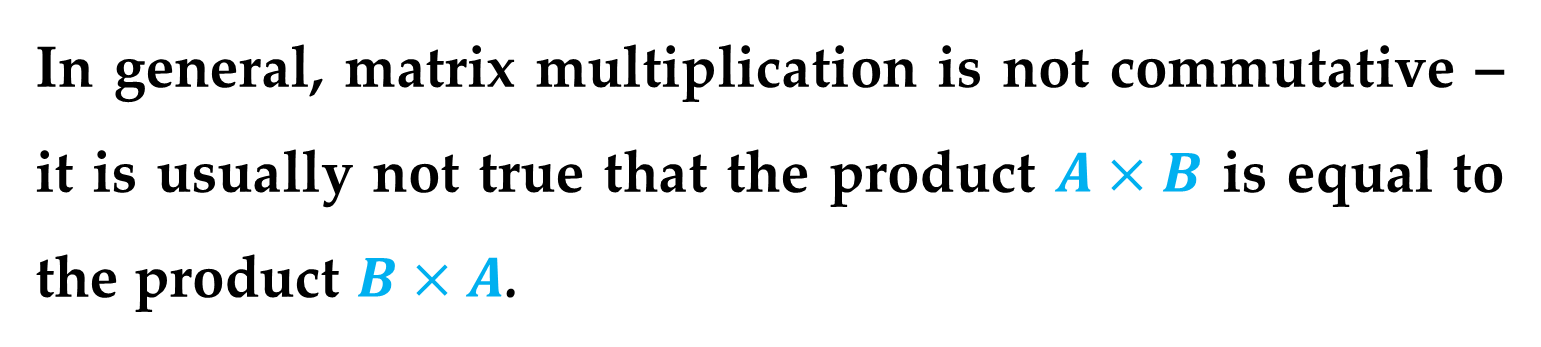 In general, matrix multiplication is not commutative –
it is usually not true that the product A × B is equal to
the product B × A.